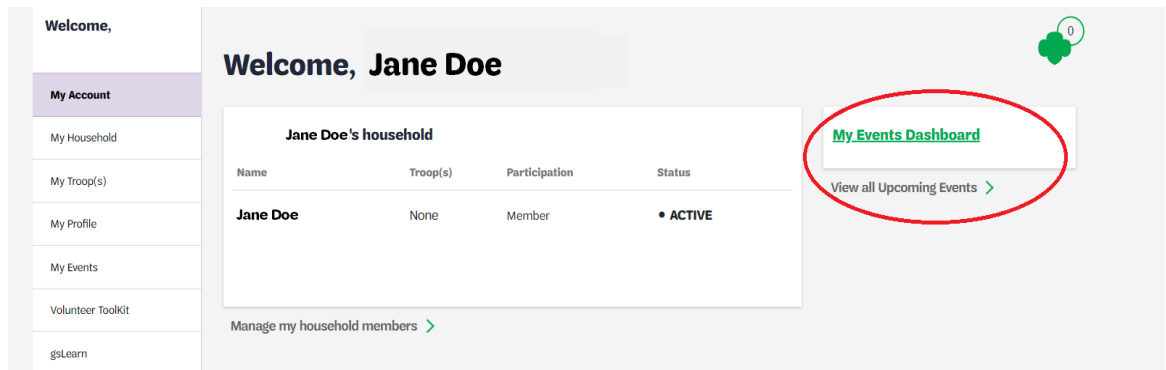 Welcome,
My Account
My Household
My Troop(s)
My Profile
My Events
Volunteer ToolKit
gsLearn
0
Welcome, Jane Doe
Jane Doe's household
Name Troop(s) Participation Status
Jane Doe None Member • ACTIVE
Manage my household members
My Events Dashboard
View all Upcoming Events